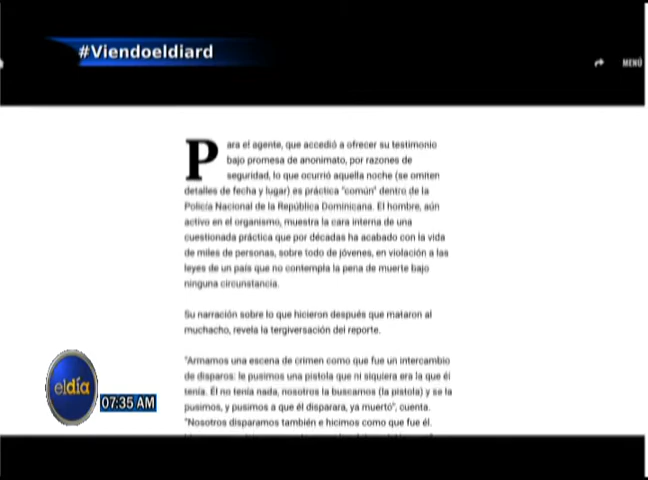 #Viendoeldiard
MENÚ
Para el agente, que accedió a ofrecer su testimonio
bajo promesa de anonimato, por razones de
seguridad, lo que ocurrió aquella noche (se omiten
detalles de fecha y lugar) es práctica "común" dentro de la
Policía Nacional de la República Dominicana. El hombre, aún
activo en el organismo, muestra la cara interna de una
cuestionada práctica que por décadas ha acabado con la vida
de miles de personas, sobre todo de jóvenes, en violación a las
leyes de un país que no contempla la pena de muerte bajo
ninguna circunstancia.
Su narración sobre lo que hicieron después que mataron al
muchacho, revela la tergiversación del reporte.
"Armamos una escena de crimen como que fue un intercambio
de disparos: le pusimos una pistola que ni siquiera era la que él
tenía. Él no tenía nada, nosotros la buscamos (la pistola) y se la
pusimos, y pusimos a que él disparara, ya muerto", cuenta.
"Nosotros disparamos también e hicimos como que fue él.
eldía
07:35 AM